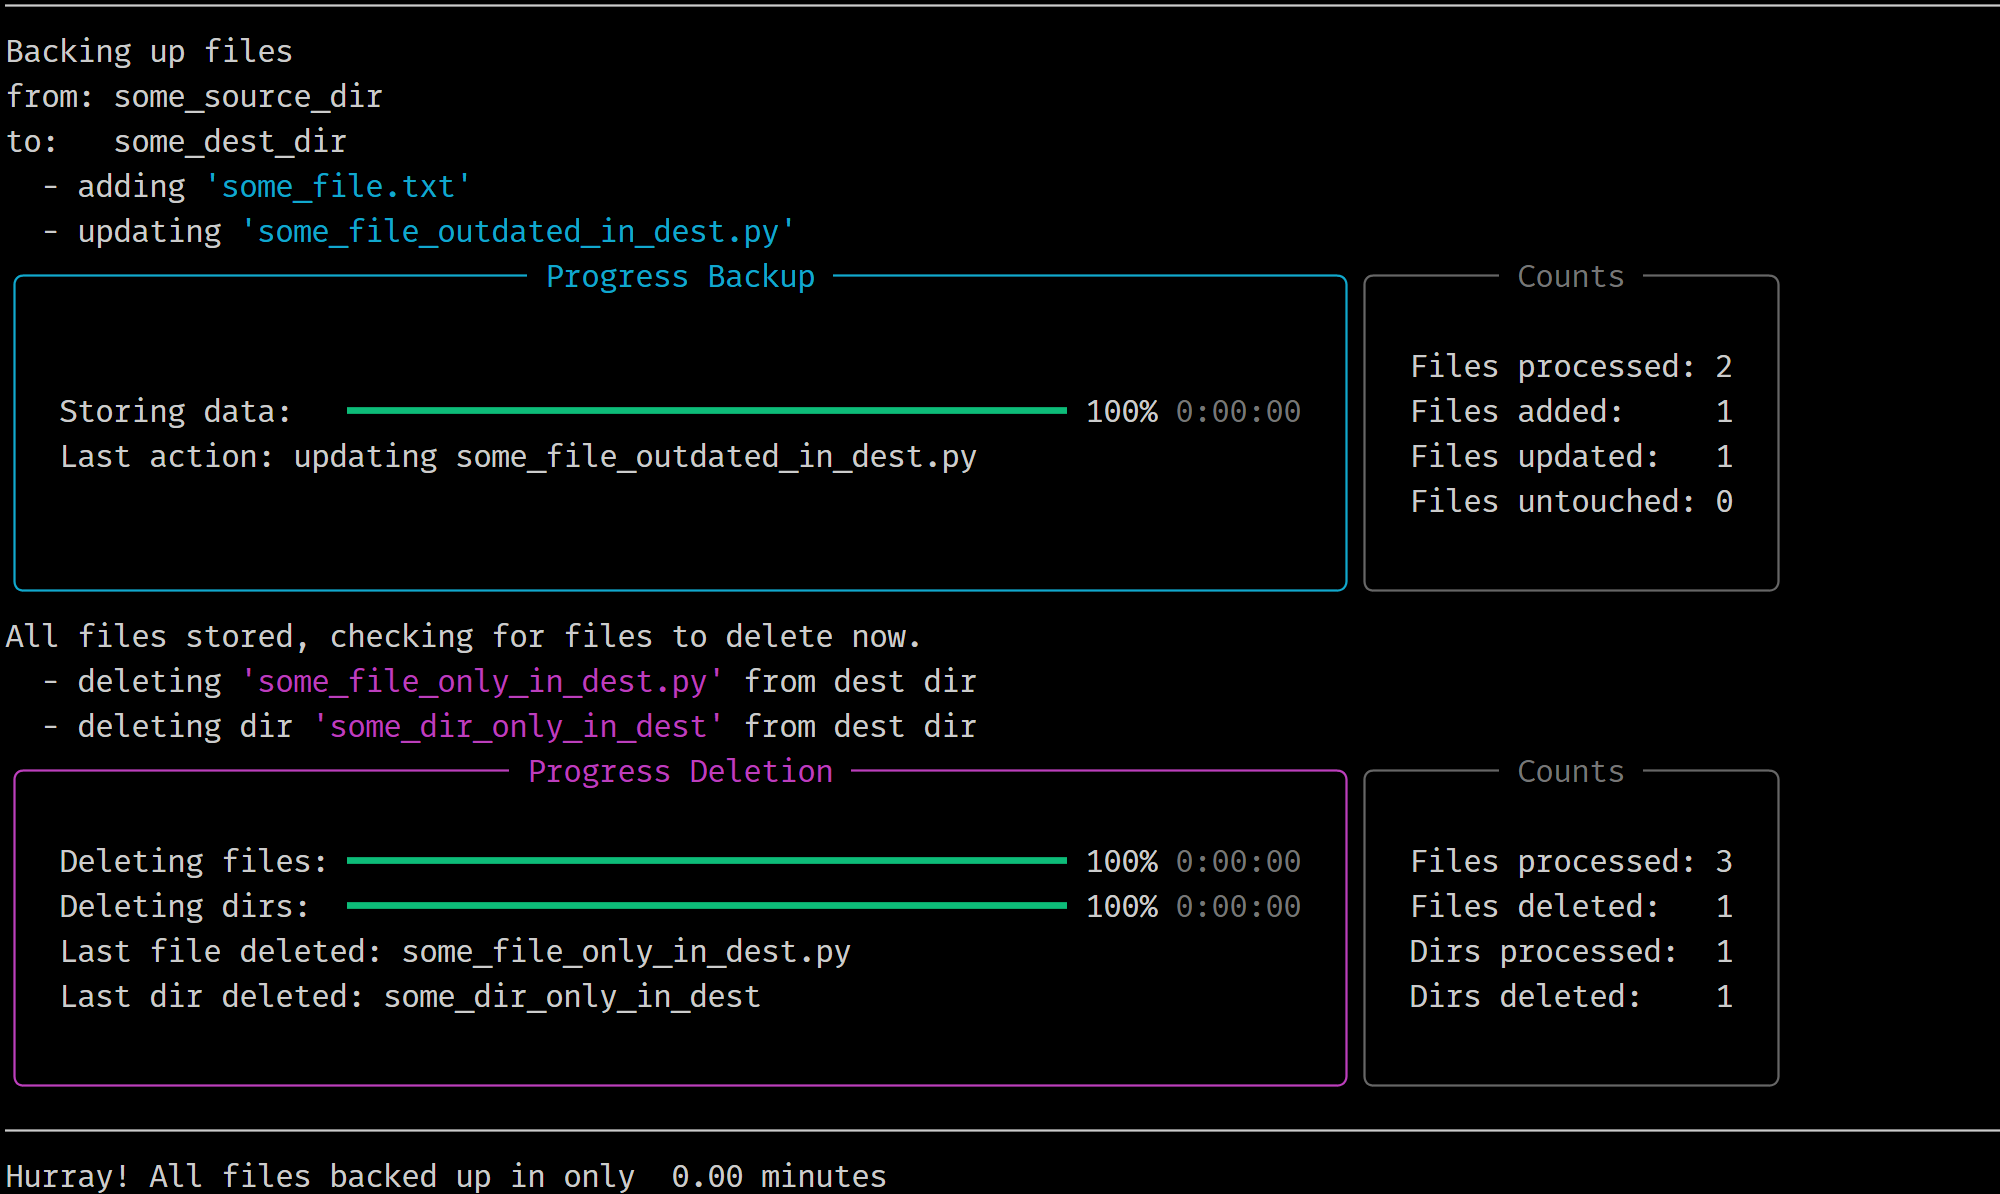 Backing up files
from: some_source_dir
to:   some_dest_dir
  - adding 'some_file.txt'
  - updating 'some_file_outdated_in_dest.py'
Progress Backup
Storing data: 100% 0:00:00
Last action: updating some_file_outdated_in_dest.py
Counts
Files processed: 2
Files added:     1
Files updated:   1
Files untouched: 0
All files stored, checking for files to delete now.
  - deleting 'some_file_only_in_dest.py' from dest dir
  - deleting dir 'some_dir_only_in_dest' from dest dir
Progress Deletion
Deleting files: 100% 0:00:00
Deleting dirs:  100% 0:00:00
Last file deleted: some_file_only_in_dest.py
Last dir deleted: some_dir_only_in_dest
Counts
Files processed: 3
Files deleted:   1
Dirs processed:  1
Dirs deleted:    1
Hurray! All files backed up in only  0.00 minutes